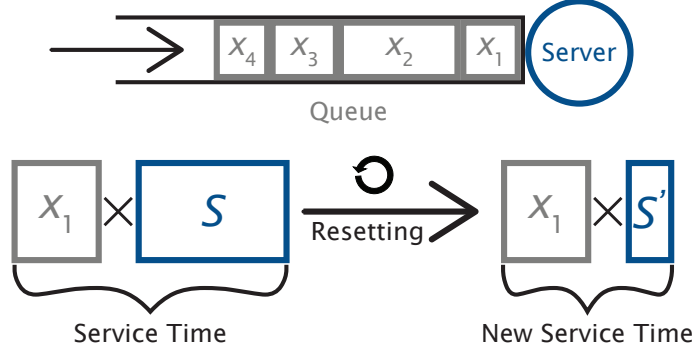 X₄ X₃ X₂ X₁ Server
Queue
X₁ × S Resetting X₁ × S’
Service Time New Service Time